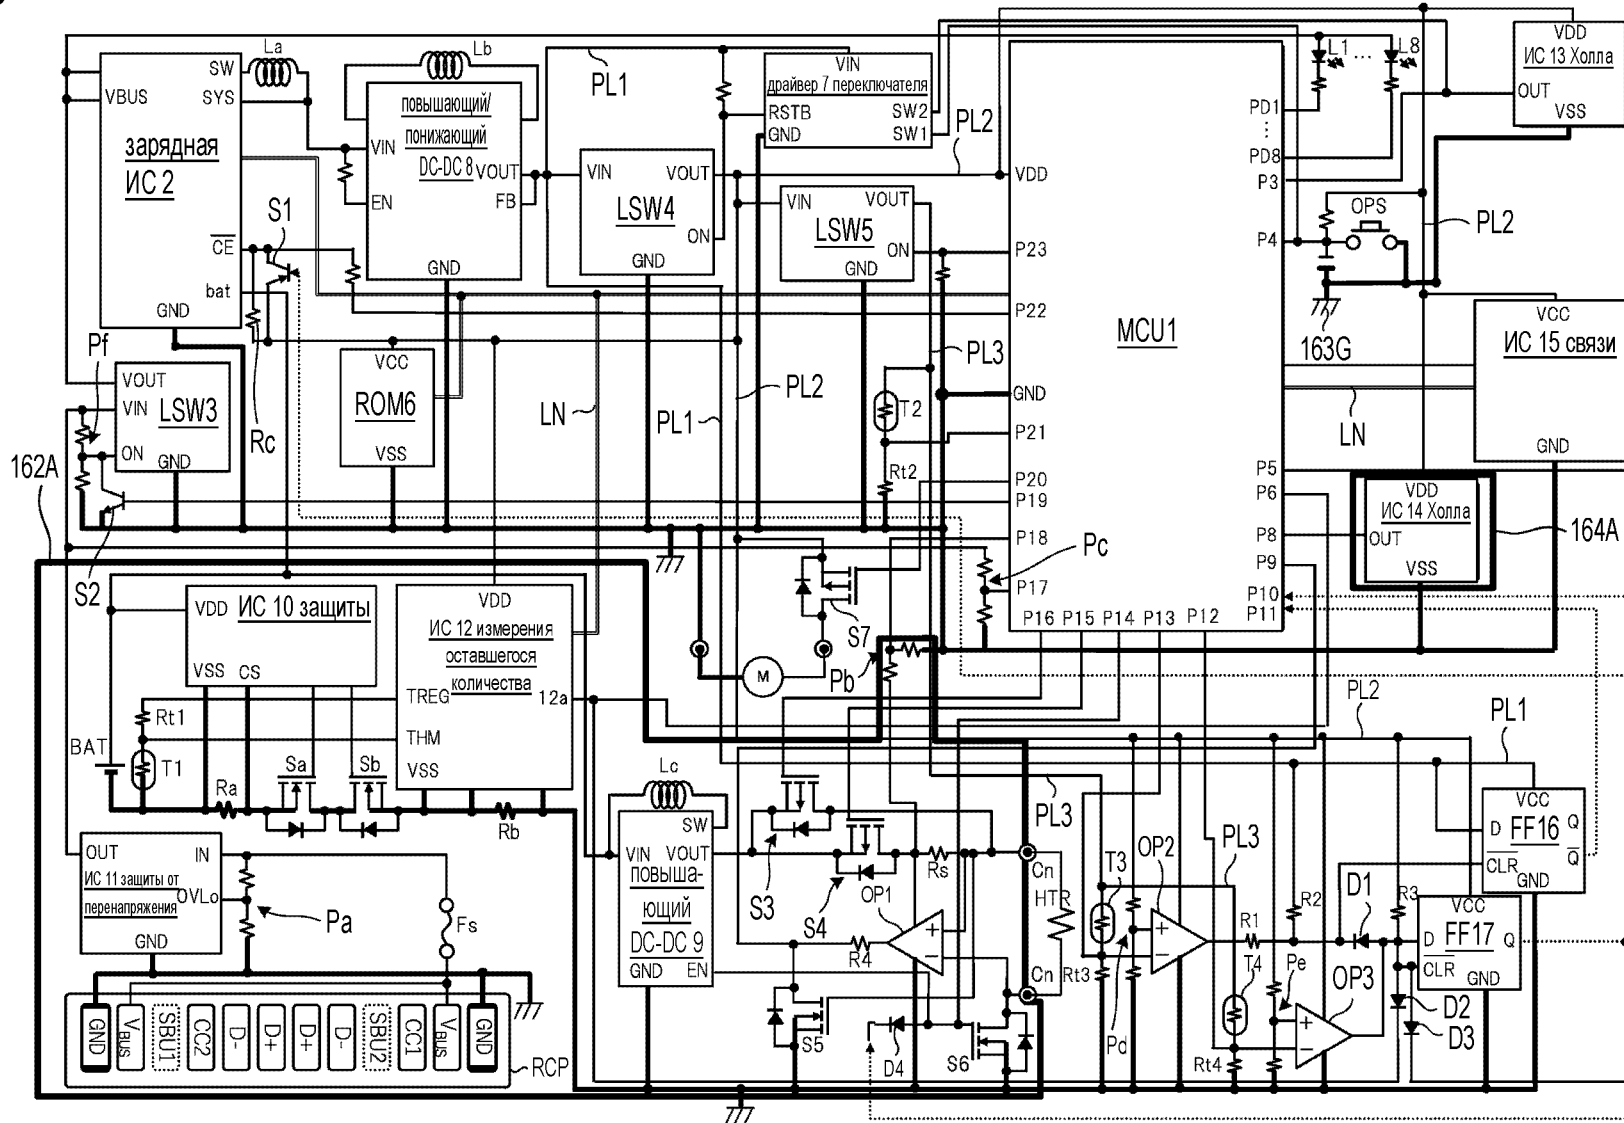 La
Lb
PL1
VIN
драйвер 7 переключателя
RSTB
GND
SW2
SW1
PL2
L1 ... L8
VDD
ИС 13 Холла
OUT
VSS
SW
SYS
VBUS
зарядная
ИС 2
CE
bat
GND
повышающий/
понижающий
DC-DC 8
VIN
EN
VOUT
FB
GND
VIN
VOUT
LSW4
ON
GND
VIN
VOUT
LSW5
ON
GND
S1
PD1
PD8
P3
P4
VDD
P23
P22
MCU1
GND
P21
P20
P19
P18
P17
P16
P15
P14
P13
P12
P5
P6
P8
P9
P10
P11
OPS
PL2
163G
VCC
ИС 15 связи
GND
LN
Pf
VOUT
VIN
LSW3
ON
GND
Rc
VCC
ROM6
VSS
LN
PL1
PL2
PL3
T2
Rt2
162A
S2
VDD
ИС 14 Холла
OUT
VSS
164A
Pc
S7
M
Pb
VDD
ИС 10 защиты
VSS
CS
VDD
ИС 12 измерения
оставшегося
количества
TREG
12a
THM
VSS
Rt1
BAT
T1
Ra
Sa
Sb
Rb
OUT
IN
ИС 11 защиты от
перенапряжения
OVLo
GND
Pa
Fs
GND
VBUS
SBU1
CC2
D-
D+
D+
D-
SBU2
CC1
VBUS
GND
RCP
Lc
SW
VIN
VOUT
повыша-
ющий
DC-DC 9
GND
EN
S3
S4
OP1
Rs
R4
S5
D4
S6
Cn
HTR
Cn
PL3
T3
Rt3
Pd
OP2
PL3
R1
T4
Rt4
Pe
OP3
R2
D1
R3
D2
D3
PL2
PL1
VCC
D
FF16
Q
Q
CLR
GND
VCC
D
FF17
Q
CLR
GND